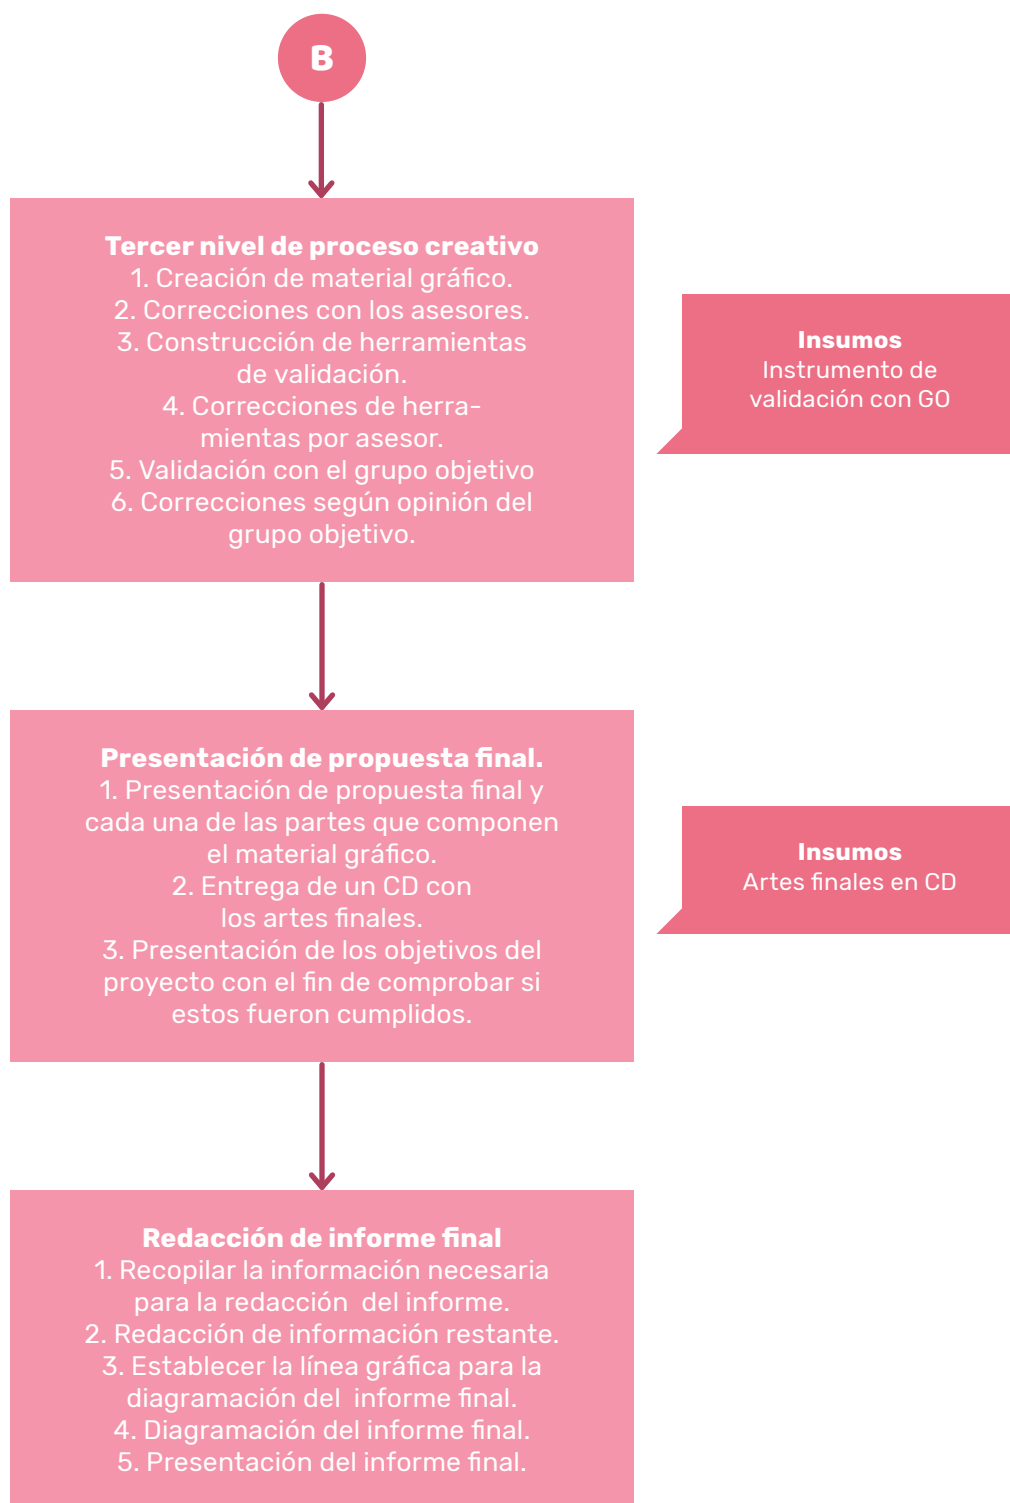 B
Tercer nivel de proceso creativo
1. Creación de material gráfico.
2. Correcciones con los asesores.
3. Construcción de herramientas
de validación.
4. Correcciones de herra-
mientas por asesor.
5. Validación con el grupo objetivo
6. Correcciones según opinión del
grupo objetivo.
Insumos
Instrumento de
validación con GO
Presentación de propuesta final.
1. Presentación de propuesta final y
cada una de las partes que componen
el material gráfico.
2. Entrega de un CD con
los artes finales.
3. Presentación de los objetivos del
proyecto con el fin de comprobar si
estos fueron cumplidos.
Insumos
Artes finales en CD
Redacción de informe final
1. Recopilar la información necesaria
para la redacción  del informe.
2. Redacción de información restante.
3. Establecer la línea gráfica para la
diagramación del  informe final.
4. Diagramación del informe final.
5. Presentación del informe final.